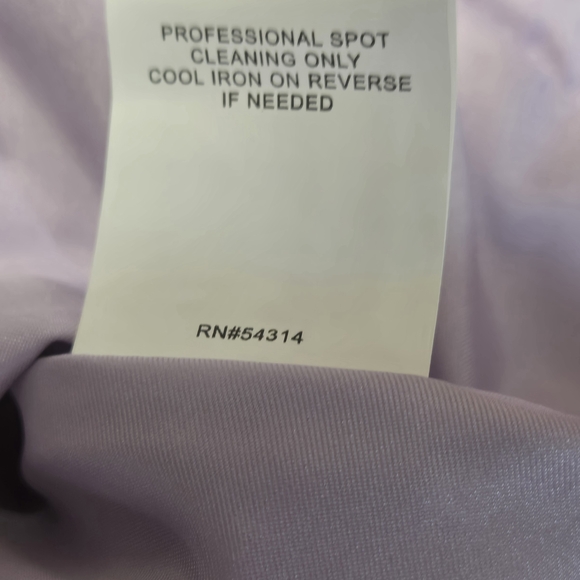 PROFESSIONAL SPOT
CLEANING ONLY
COOL IRON ON REVERSE
IF NEEDED
RN#54314